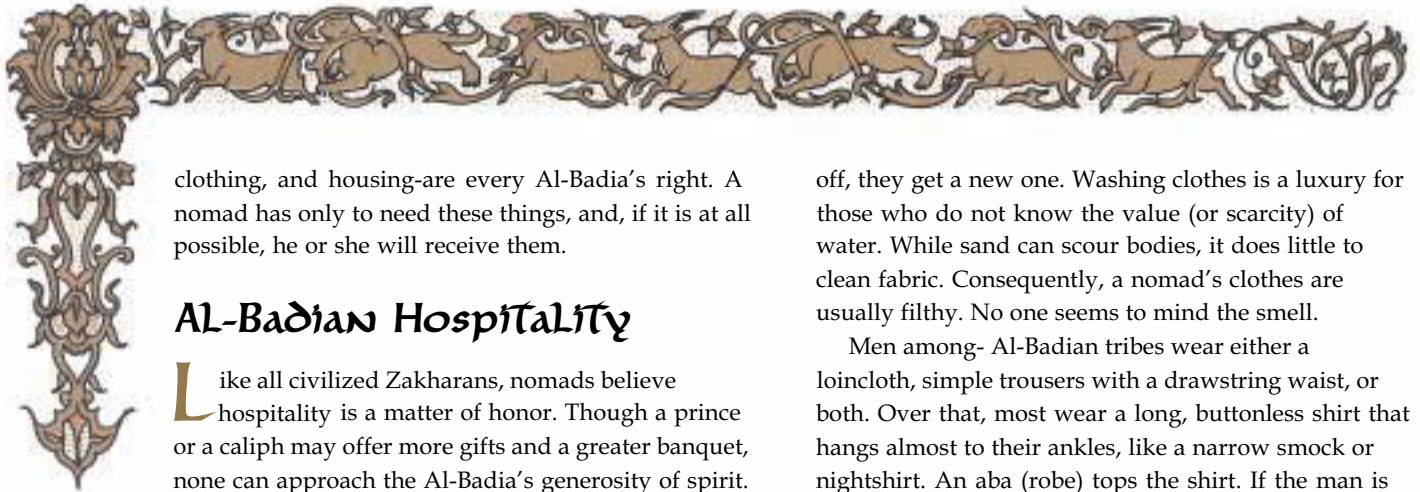 clothing, and housing-are every Al-Badia's right. A
nomad has only to need these things, and, if it is at all
possible, he or she will receive them.
AL-Badian Hospitality
Like all civilized Zakharans, nomads believe
hospitality is a matter of honor. Though a prince
or a caliph may offer more gifts and a greater banquet,
none can approach the Al-Badia's generosity of spirit.
off, they get a new one. Washing clothes is a luxury for
those who do not know the value (or scarcity) of
water. While sand can scour bodies, it does little to
clean fabric. Consequently, a nomad's clothes are
usually filthy. No one seems to mind the smell.
Men among- Al-Badian tribes wear either a
loincloth, simple trousers with a drawstring waist, or
both. Over that, most wear a long, buttonless shirt that
hangs almost to their ankles, like a narrow smock or
nightshirt. An aba (robe) tops the shirt. If the man is